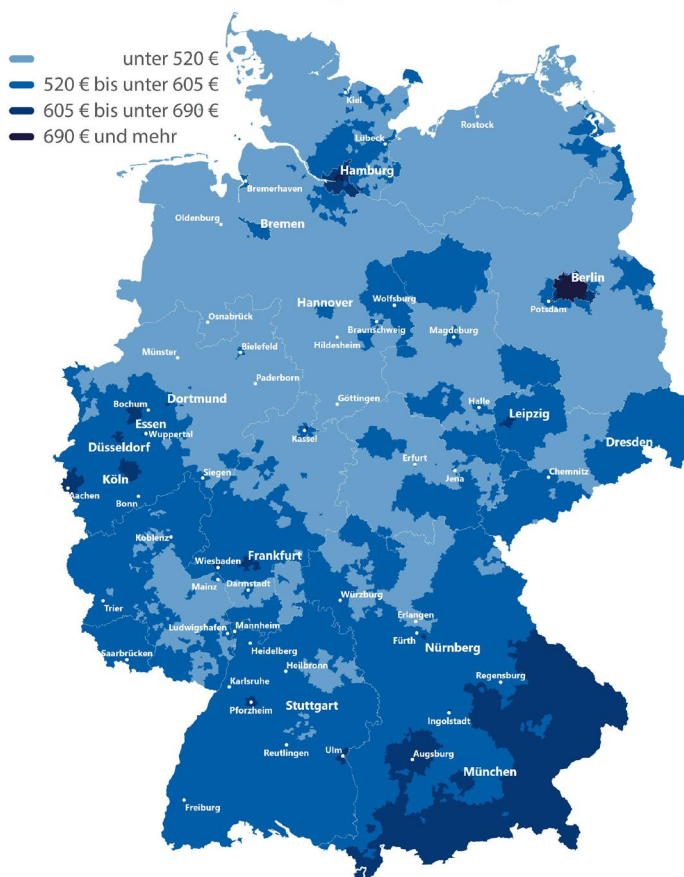 unter 520 €
520 € bis unter 605 €
605 € bis unter 690 €
690 € und mehr
Kiel
Rostock
Lübeck
Hamburg
Bremerhaven
Oldenburg
Bremen
Berlin
Potsdam
Hannover
Wolfsburg
Osnabrück
Braunschweig
Magdeburg
Hildesheim
Bielefeld
Münster
Paderborn
Dortmund
Göttingen
Halle
Bochum
Leipzig
Essen
Wuppertal
Kassel
Düsseldorf
Dresden
Erfurt
Köln
Siegen
Jena
Chemnitz
Aachen
Bonn
Koblenz
Frankfurt
Wiesbaden
Mainz
Darmstadt
Würzburg
Trier
Erlangen
Ludwigshafen
Mannheim
Fürth
Heidelberg
Nürnberg
Saarbrücken
Heilbronn
Regensburg
Karlsruhe
Pforzheim
Stuttgart
Ingolstadt
Reutlingen
Ulm
Augsburg
München
Freiburg